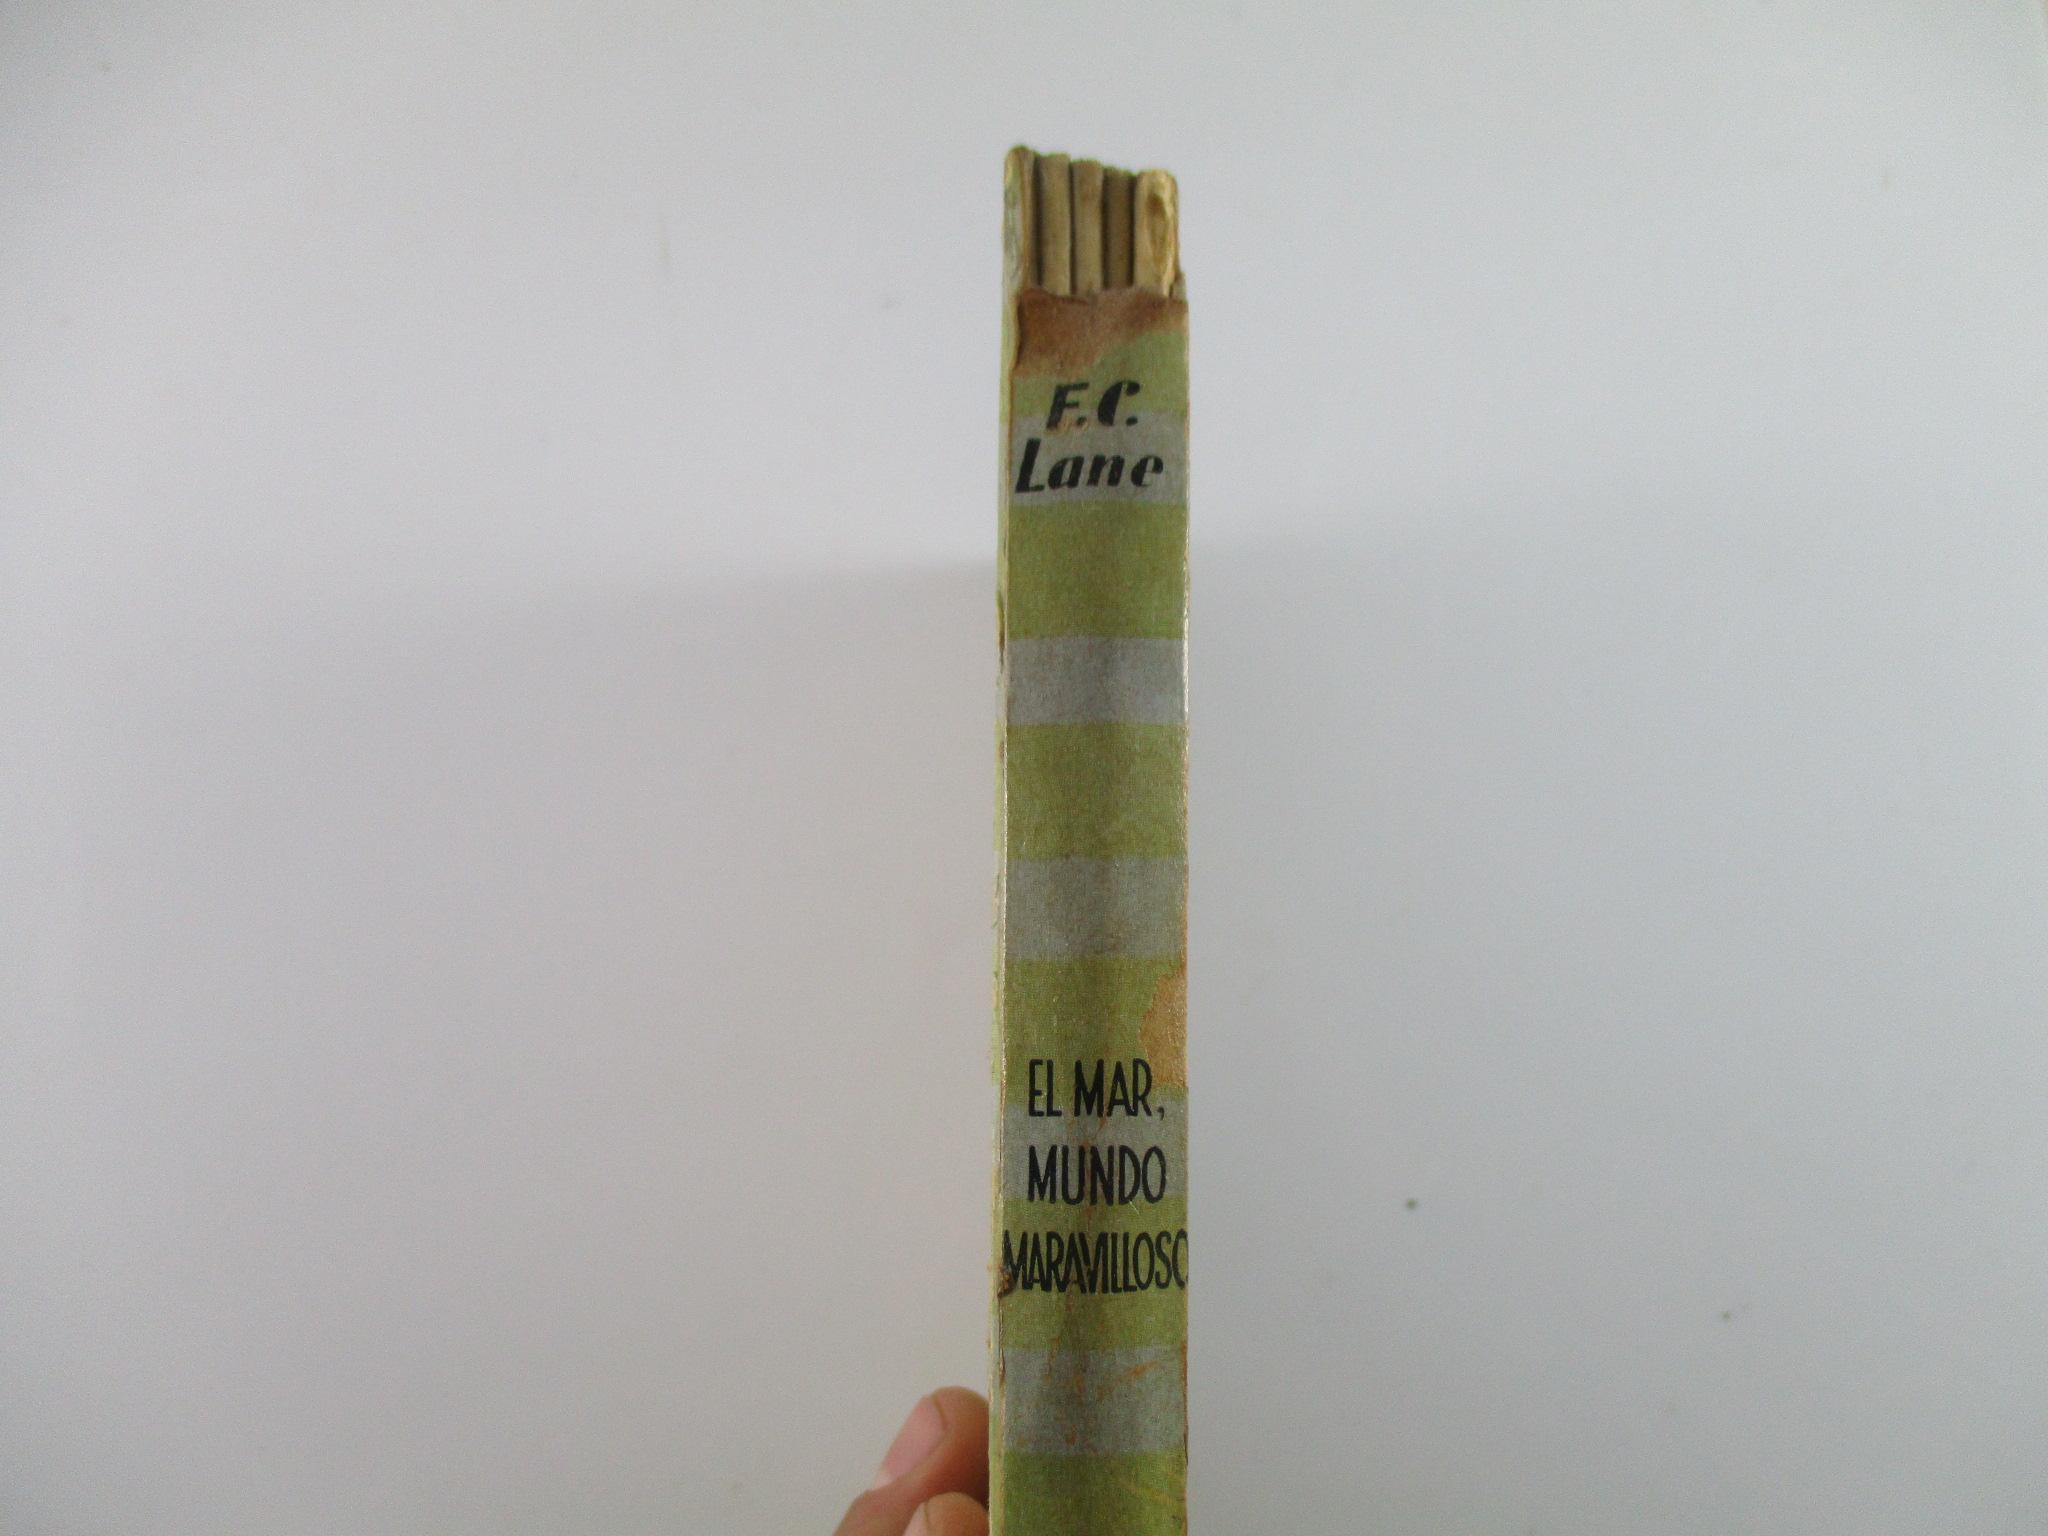 F.C.
Lane
EL MAR,
MUNDO
MARAVILLOSO